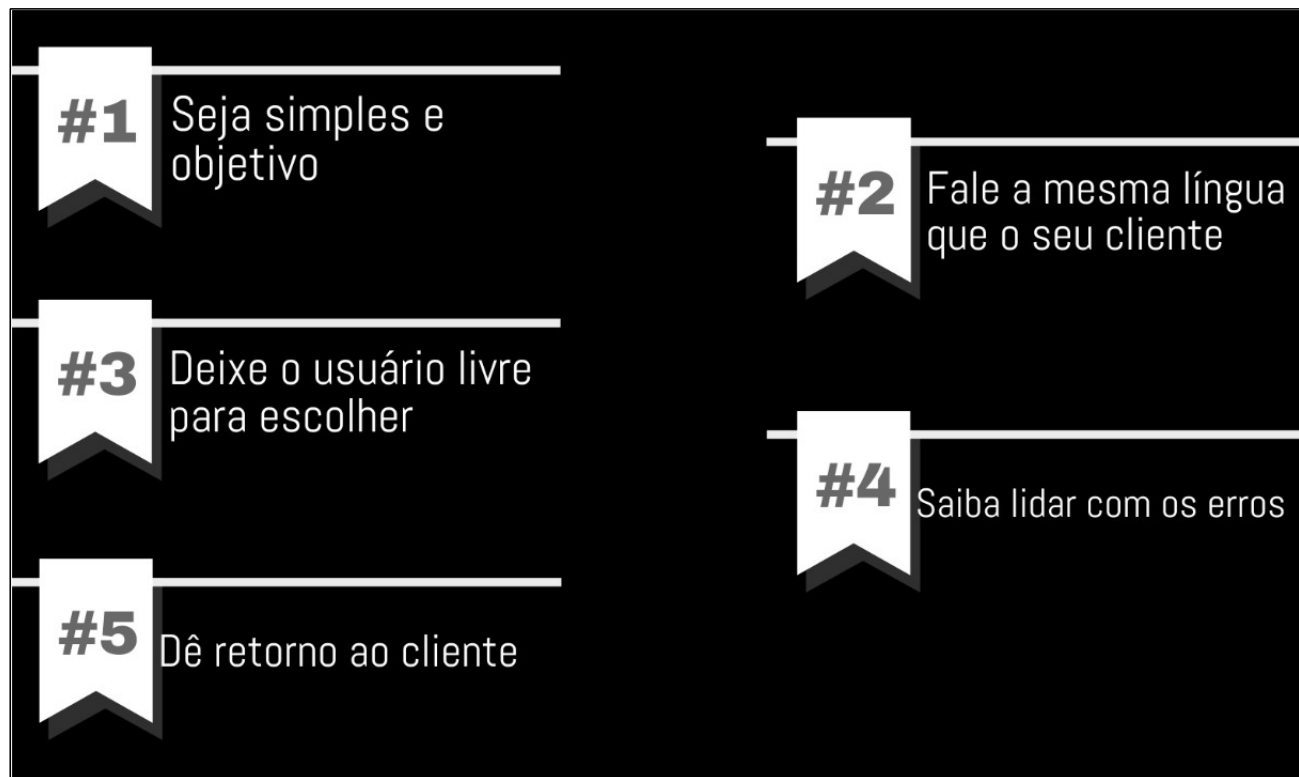 #1
Seja simples e
objetivo
#2
Fale a mesma língua
que o seu cliente
#3
Deixe o usuário livre
para escolher
#4
Saiba lidar com os erros
#5
Dê retorno ao cliente